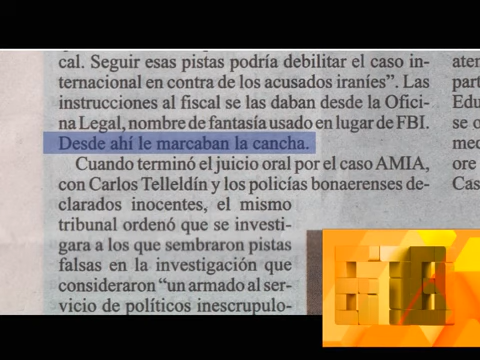 cal. Seguir esas pistas podría debilitar el caso in-
ternacional en contra de los acusados iraníes”. Las
instrucciones al fiscal se las daban desde la Ofici-
na Legal, nombre de fantasía usado en lugar de FBI.
Desde ahí le marcaban la cancha.
Cuando terminó el juicio oral por el caso AMIA,
con Carlos Telleldín y los policías bonaerenses de-
clarados inocentes, el mismo
tribunal ordenó que se investi-
gara a los que sembraron pistas
falsas en la investigación que
consideraron “un armado al ser-
vicio de políticos inescrupulo-
aten
part
Edu
se o
med
ore
Cas